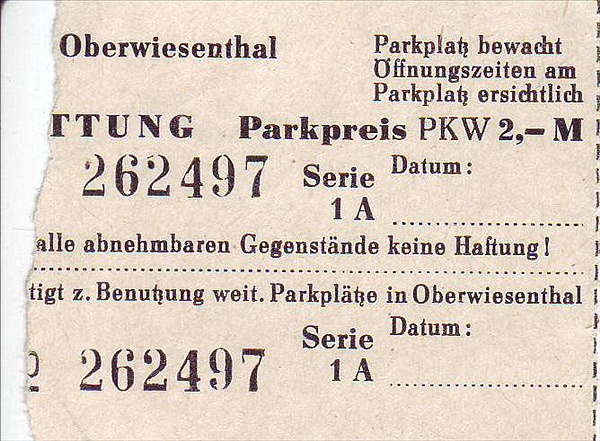 Oberwiesenthal
Parkplatz bewacht
Öffnungszeiten am
Parkplatz ersichtlich
TTUNG Parkpreis PKW 2,– M
262497 Serie 1 A Datum:
alle abnehmbaren Gegenstände keine Haftung!
tigt z. Benutzung weit. Parkplätze in Oberwiesenthal
262497 Serie 1 A Datum: